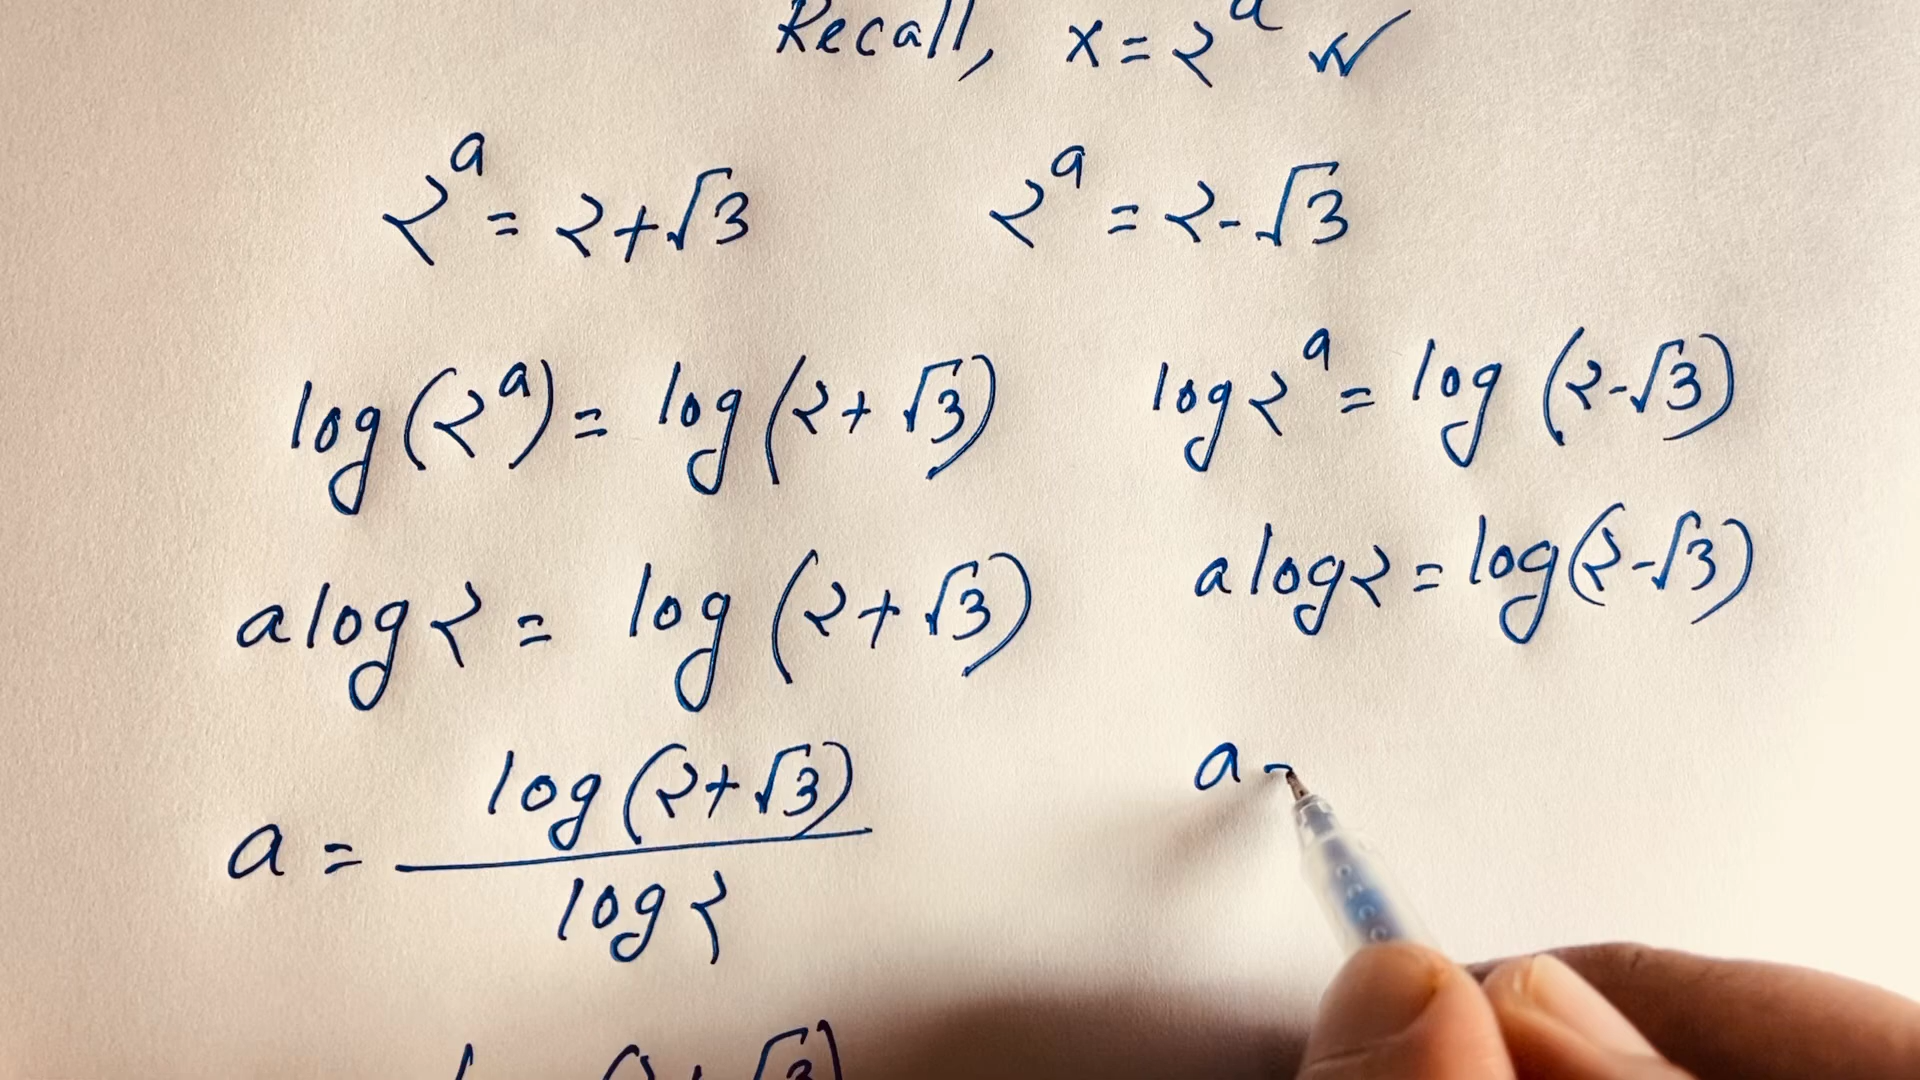 Recall, x = 2^a
2^a = 2+√3
2^a = 2-√3
log(2^a) = log(2+√3)
log 2^a = log (2-√3)
a log 2 = log (2+√3)
a log 2 = log(2-√3)
a = log(2+√3) / log 2
a =